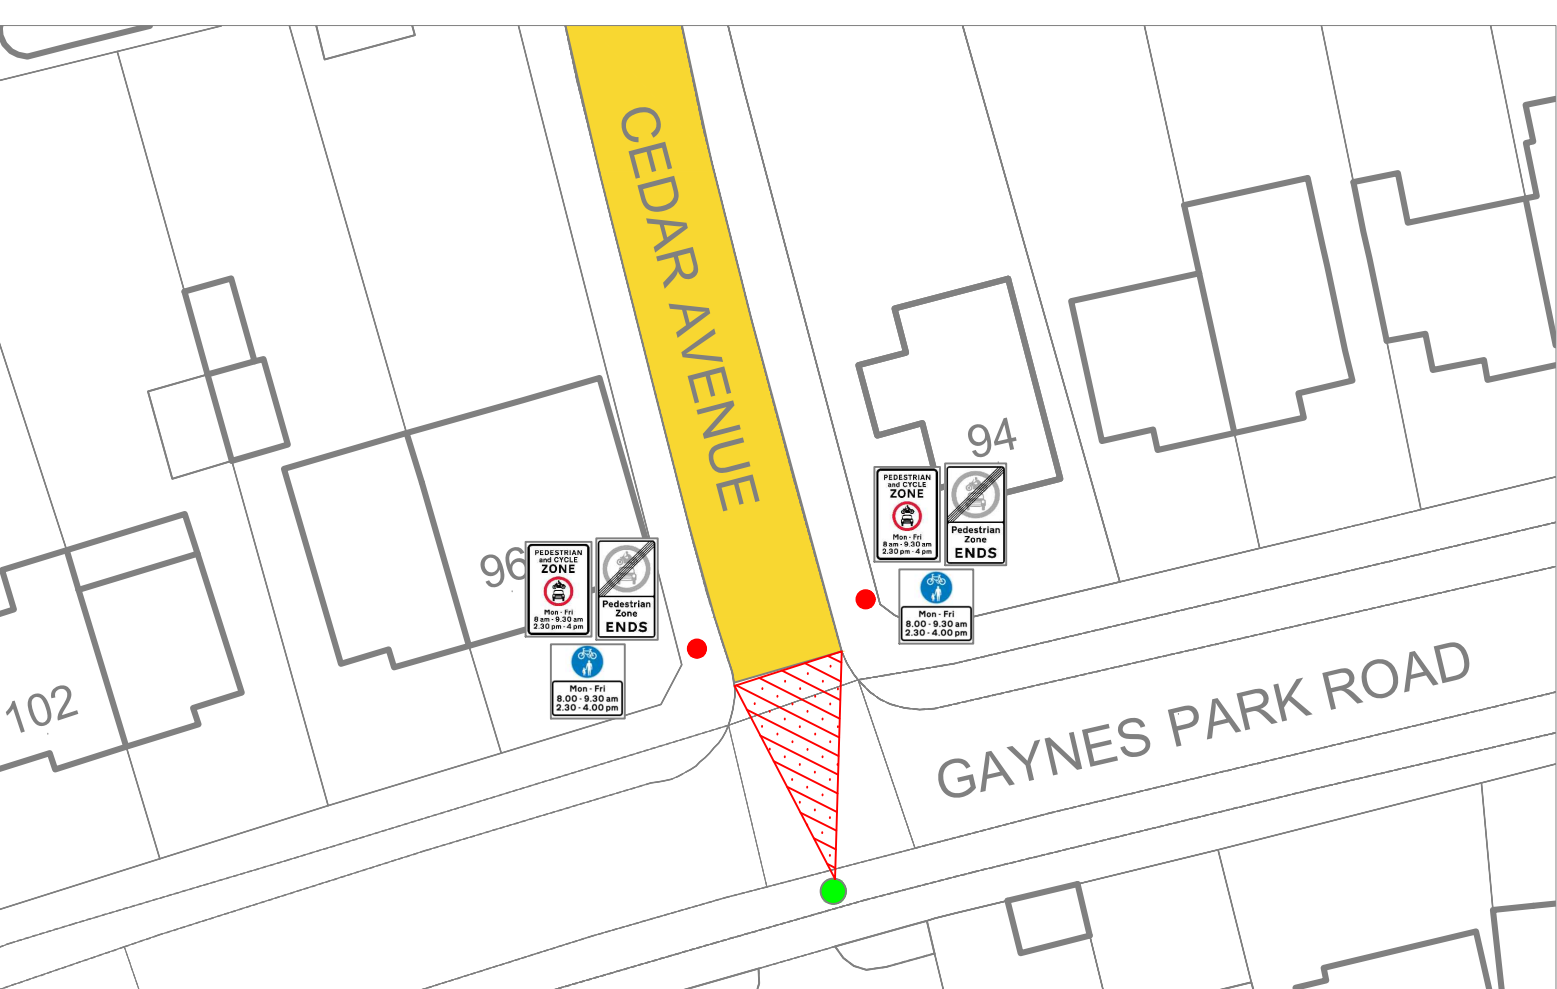 CEDAR AVENUE
94
PEDESTRIAN
and CYCLE
ZONE
Mon - Fri
8 am - 9.30 am
2.30 pm - 4 pm
Pedestrian
Zone
ENDS
Mon - Fri
8.00 - 9.30 am
2.30 - 4.00 pm
96
PEDESTRIAN
and CYCLE
ZONE
Mon - Fri
8 am - 9.30 am
2.30 pm - 4 pm
Pedestrian
Zone
ENDS
Mon - Fri
8.00 - 9.30 am
2.30 - 4.00 pm
102
GAYNES PARK ROAD